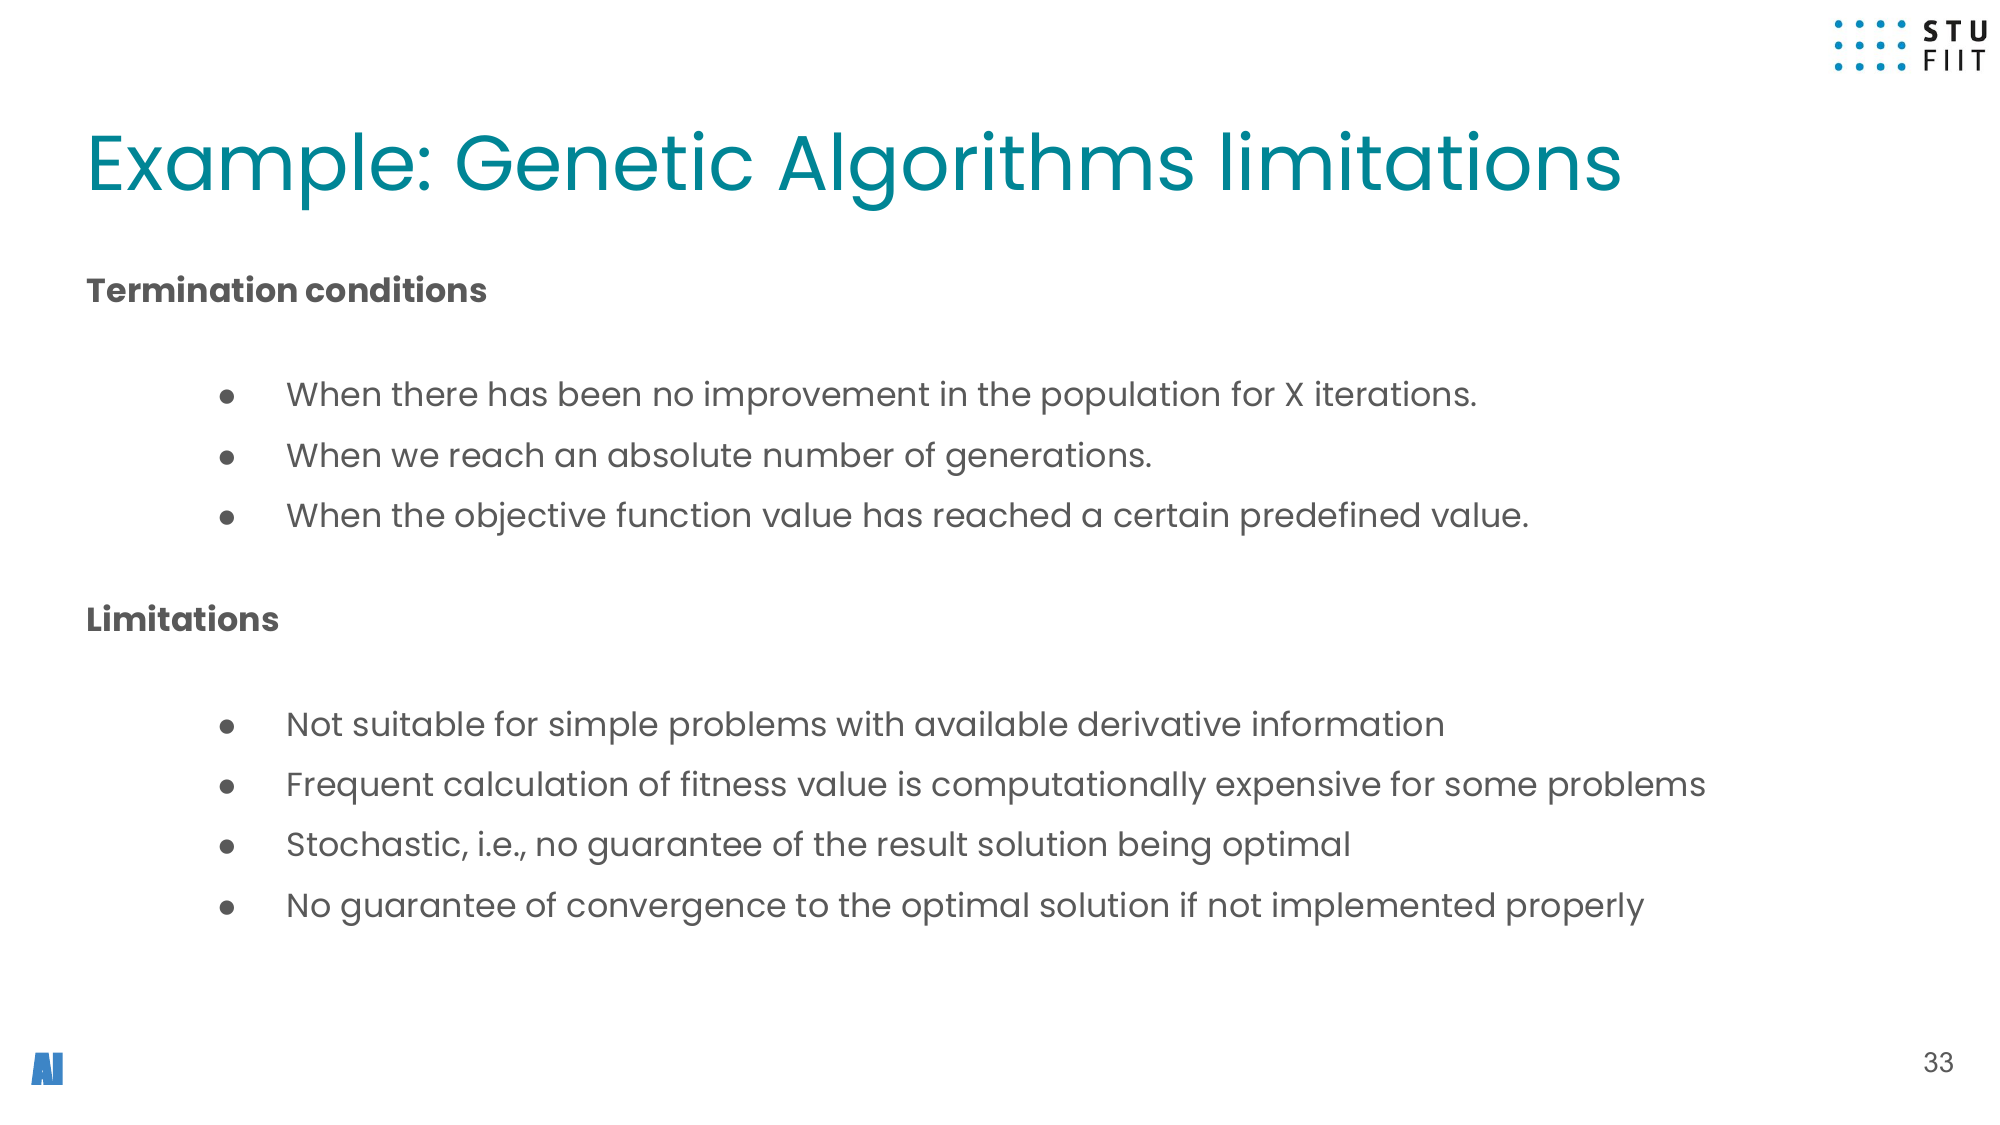 STU
FIIT
Example: Genetic Algorithms limitations
Termination conditions
● When there has been no improvement in the population for X iterations.
● When we reach an absolute number of generations.
● When the objective function value has reached a certain predefined value.
Limitations
● Not suitable for simple problems with available derivative information
● Frequent calculation of fitness value is computationally expensive for some problems
● Stochastic, i.e., no guarantee of the result solution being optimal
● No guarantee of convergence to the optimal solution if not implemented properly
AI
33